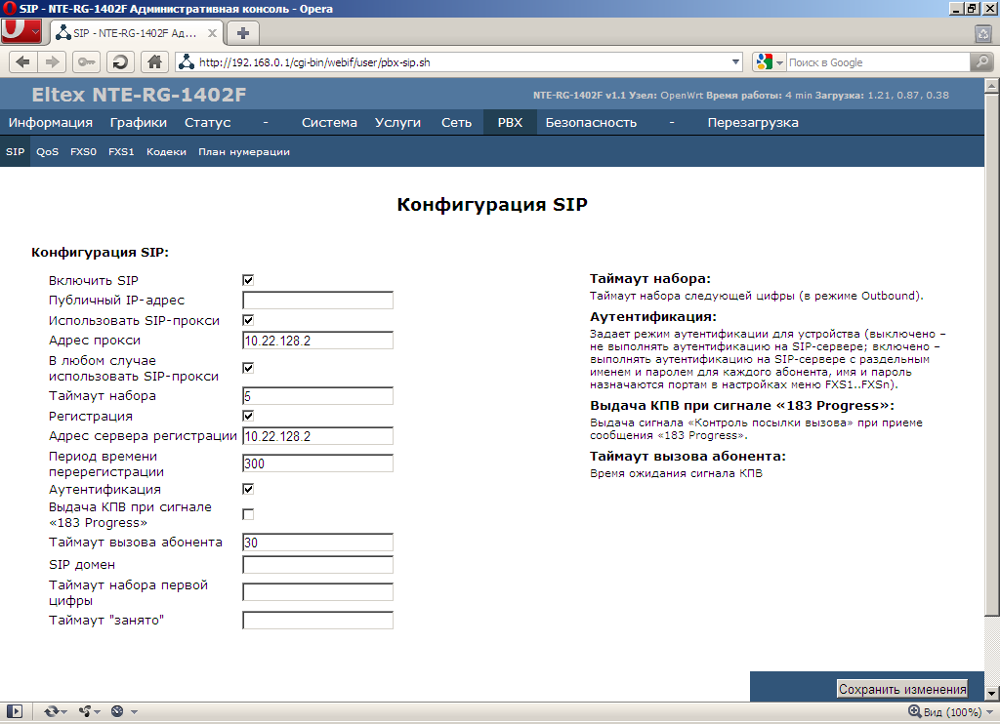 SIP - NTE-RG-1402F Административная консоль - Opera
SIP - NTE-RG-1402F Ад...
http://192.168.0.1/cgi-bin/webif/user/pbx-sip.sh
Поиск в Google
Eltex NTE-RG-1402F
NTE-RG-1402F v1.1 Узел: OpenWrt Время работы: 4 min Загрузка: 1.21, 0.87, 0.38
Информация Графики Статус - Система Услуги Сеть PBX Безопасность - Перезагрузка
SIP QoS FXS0 FXS1 Кодеки План нумерации
Конфигурация SIP
Конфигурация SIP:
Включить SIP
Публичный IP-адрес
Использовать SIP-прокси
Адрес прокси 10.22.128.2
В любом случае
использовать SIP-прокси
Таймаут набора 5
Регистрация
Адрес сервера регистрации 10.22.128.2
Период времени
перерегистрации 300
Аутентификация
Выдача КПВ при сигнале
«183 Progress»
Таймаут вызова абонента 30
SIP домен
Таймаут набора первой
цифры
Таймаут "занято"
Таймаут набора:
Таймаут набора следующей цифры (в режиме Outbound).
Аутентификация:
Задает режим аутентификации для устройства (выключено –
не выполнять аутентификацию на SIP-сервере; включено –
выполнять аутентификацию на SIP-сервере с раздельным
именем и паролем для каждого абонента, имя и пароль
назначаются портам в настройках меню FXS1..FXSn).
Выдача КПВ при сигнале «183 Progress»:
Выдача сигнала «Контроль посылки вызова» при приеме
сообщения «183 Progress».
Таймаут вызова абонента:
Время ожидания сигнала КПВ
Сохранить изменения
Вид (100%)